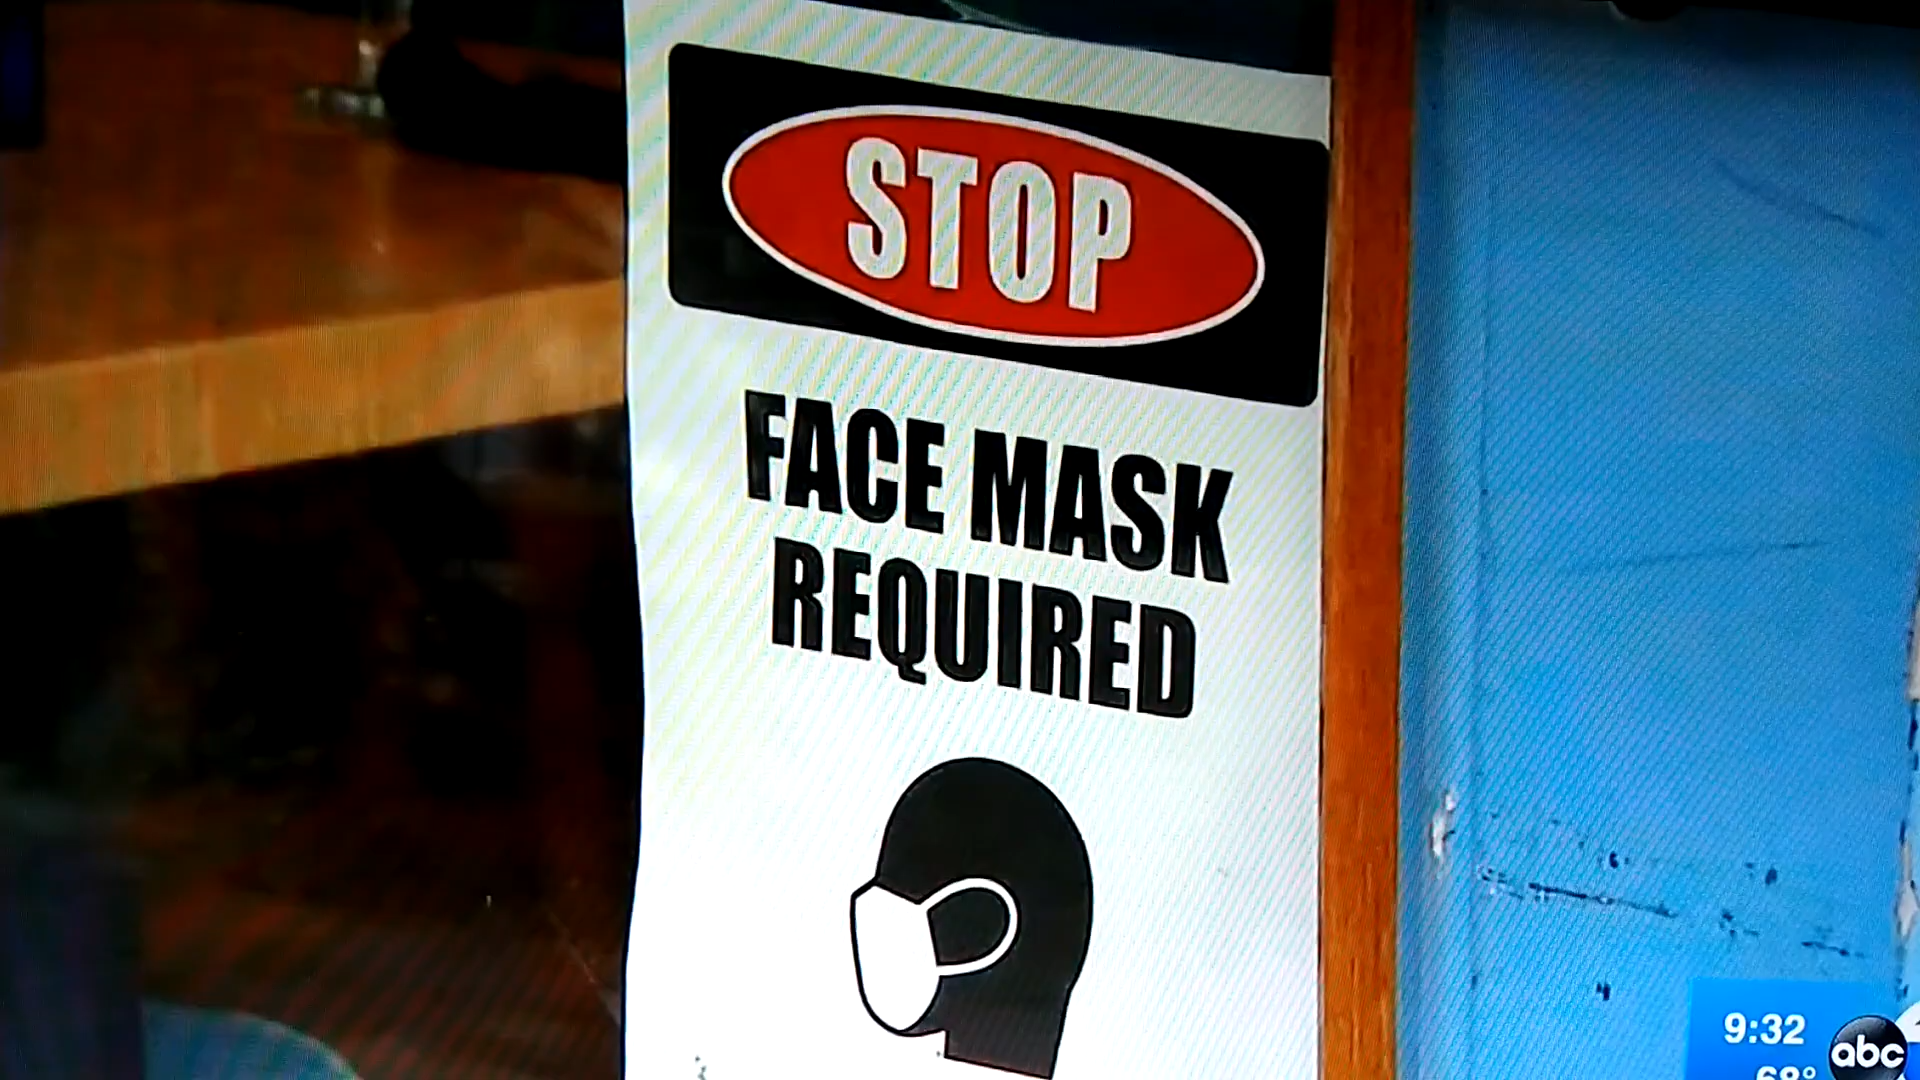 STOP
FACE MASK
REQUIRED
9:32
68°
abc